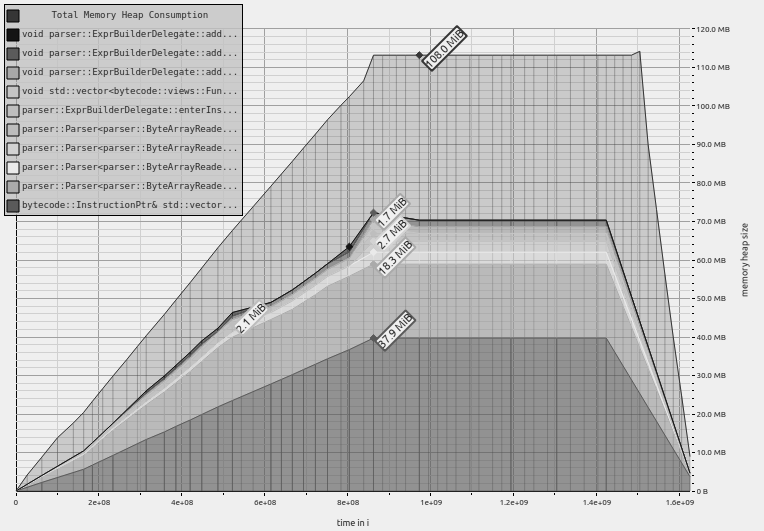 Total Memory Heap Consumption
void parser::ExprBuilderDelegate::add...
void parser::ExprBuilderDelegate::add...
void parser::ExprBuilderDelegate::add...
void std::vector<bytecode::views::Fun...
parser::ExprBuilderDelegate::enterIns...
parser::Parser<parser::ByteArrayReade...
parser::Parser<parser::ByteArrayReade...
parser::Parser<parser::ByteArrayReade...
parser::Parser<parser::ByteArrayReade...
bytecode::InstructionPtr& std::vector...
108.0 MiB
1.7 MiB
2.7 MiB
18.3 MiB
2.1 MiB
37.9 MiB
120.0 MB
110.0 MB
100.0 MB
90.0 MB
80.0 MB
70.0 MB
60.0 MB
50.0 MB
40.0 MB
30.0 MB
20.0 MB
10.0 MB
0 B
memory heap size
0
2e+08
4e+08
6e+08
8e+08
1e+09
1.2e+09
1.4e+09
1.6e+09
time in i